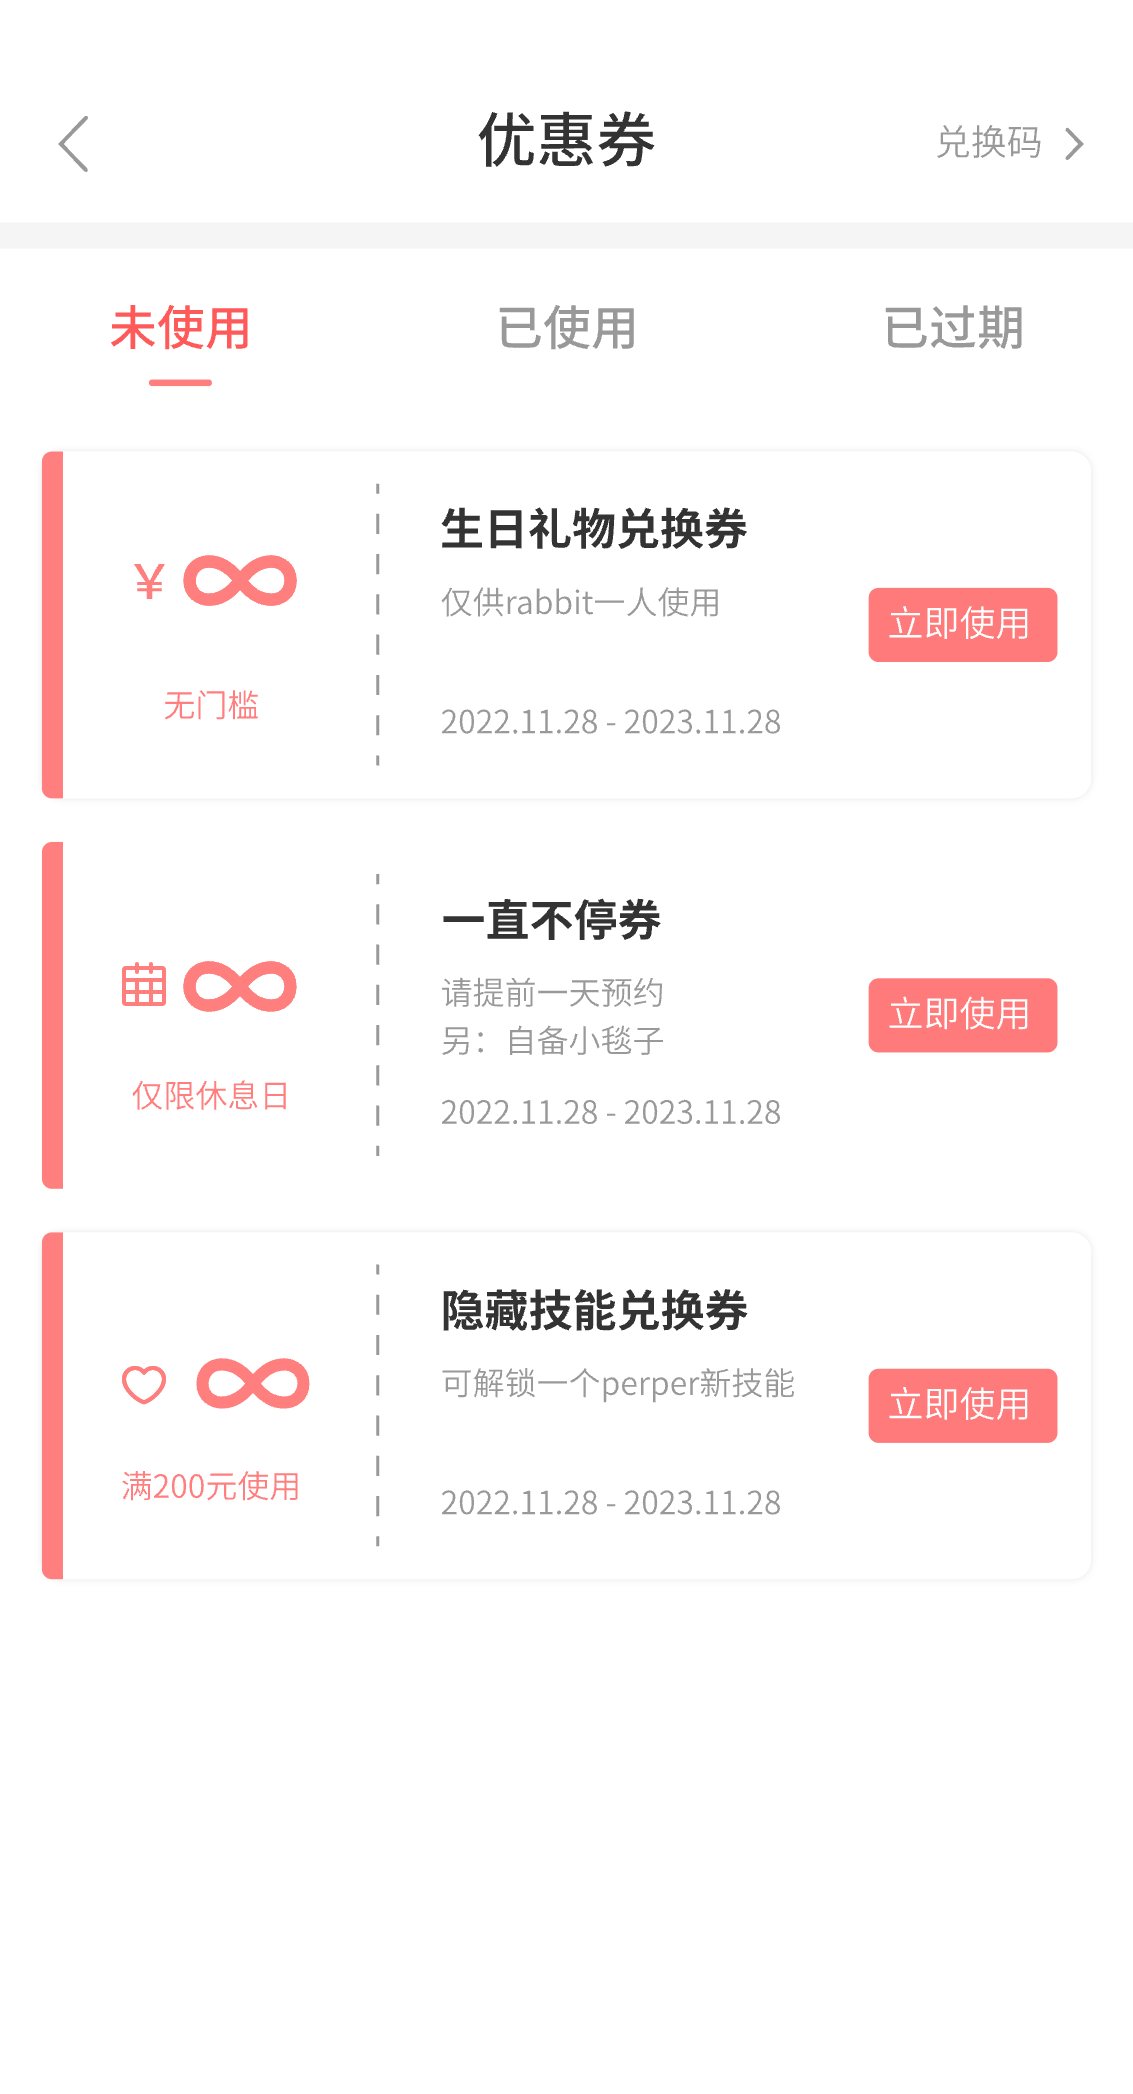 优惠券
兑换码
未使用
已使用
已过期
生日礼物兑换券
仅供rabbit一人使用
¥ ∞
立即使用
无门槛
2022.11.28 - 2023.11.28
一直不停券
请提前一天预约
∞
立即使用
另：自备小毯子
仅限休息日
2022.11.28 - 2023.11.28
隐藏技能兑换券
可解锁一个perper新技能
∞
立即使用
满200元使用
2022.11.28 - 2023.11.28